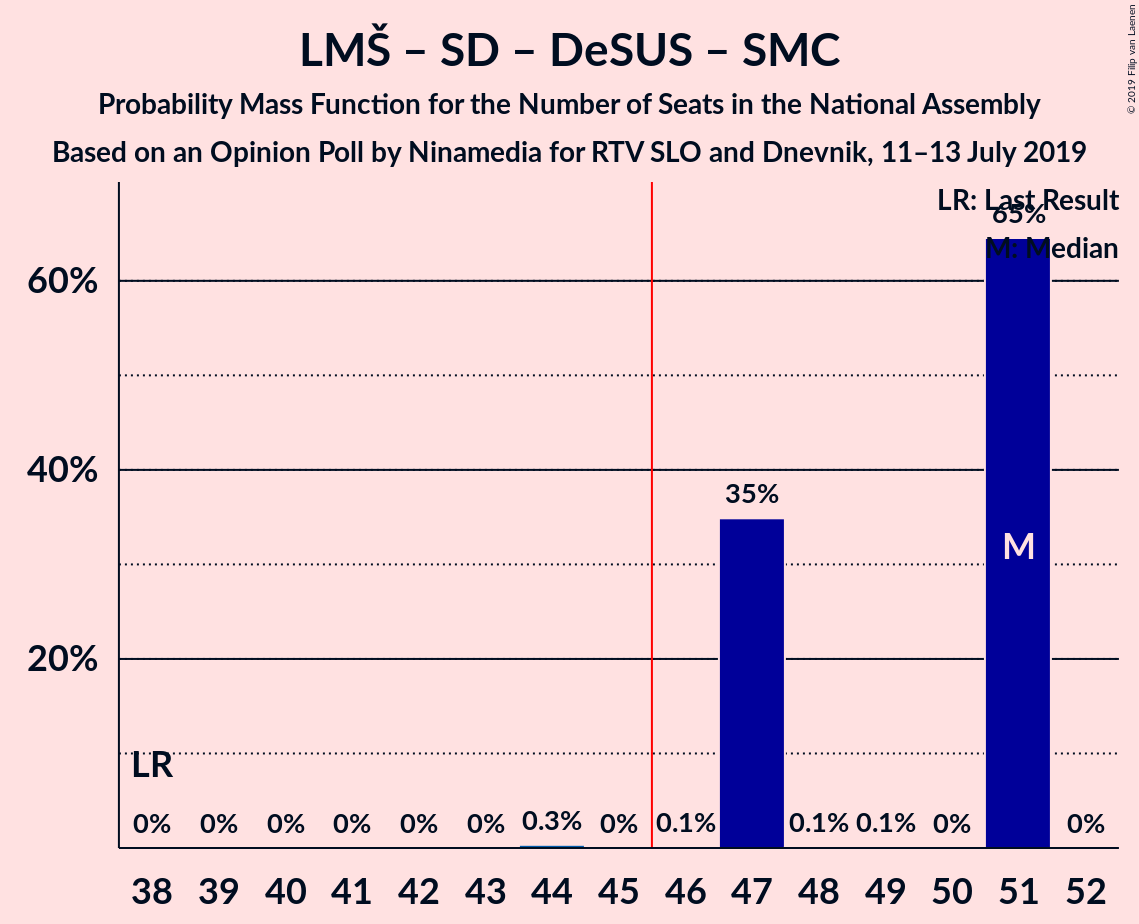 LMŠ – SD – DeSUS – SMC
Probability Mass Function for the Number of Seats in the National Assembly
Based on an Opinion Poll by Ninamedia for RTV SLO and Dnevnik, 11–13 July 2019
© 2019 Filip van Laenen
LR: Last Result
65%
M: Median
60%
40%
35%
M
20%
LR
0% 0% 0% 0% 0% 0% 0.3% 0% 0.1% 0.1% 0.1% 0% 0%
38 39 40 41 42 43 44 45 46 47 48 49 50 51 52